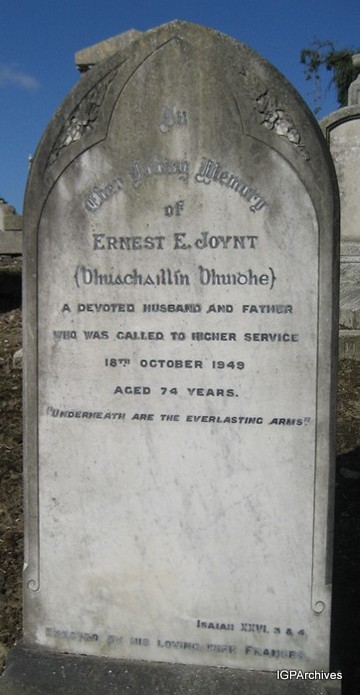 In
Ever Loving Memory
of
ERNEST E. JOYNT
(Bhuachaillín Bhuidhe)
A DEVOTED HUSBAND AND FATHER
WHO WAS CALLED TO HIGHER SERVICE
18TH OCTOBER 1949
AGED 74 YEARS.
"UNDERNEATH ARE THE EVERLASTING ARMS"
ISAIAH XXVI. 3 & 4.
ERECTED BY HIS LOVING WIFE FRANCES
IGPArchives